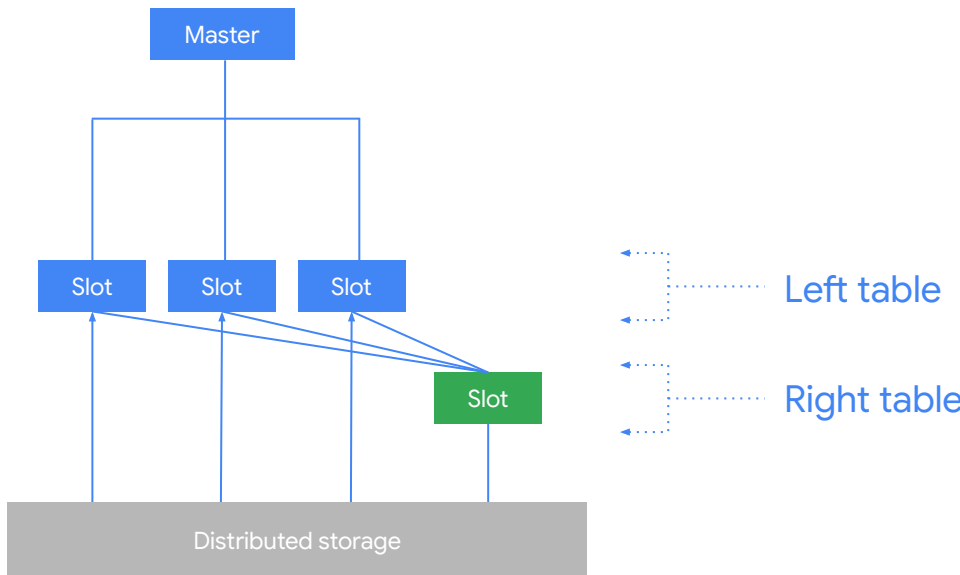 Master
Slot
Slot
Slot
Left table
Slot
Right table
Distributed storage